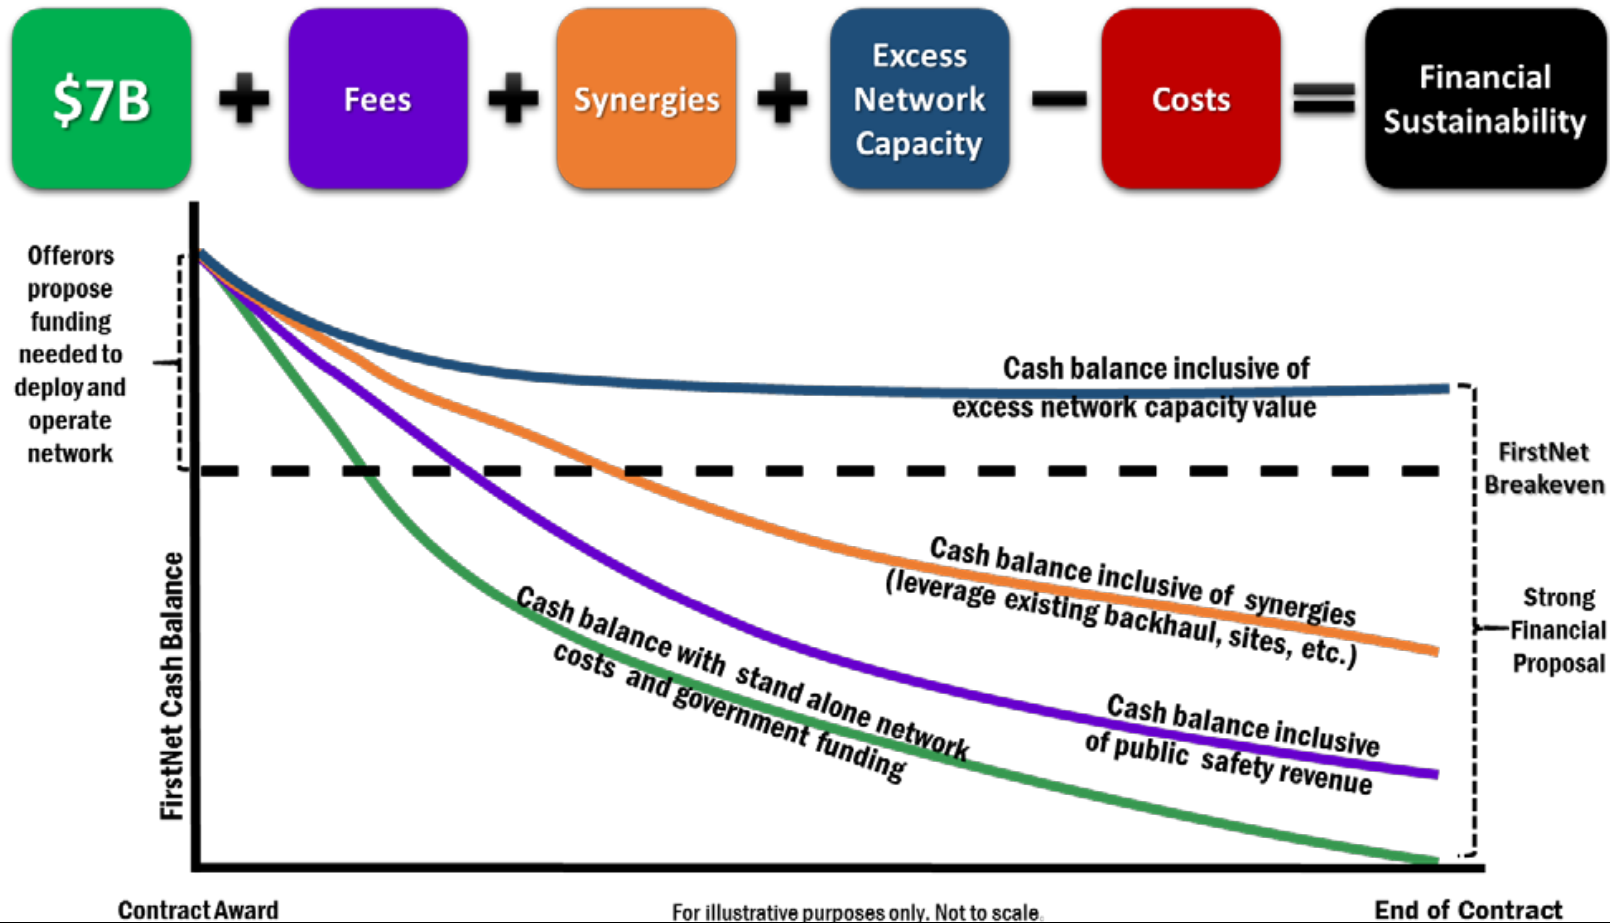 $7B
Fees
Synergies
Excess
Network
Capacity
Costs
Financial
Sustainability
Offerors
propose
funding
needed to
deploy and
operate
network
FirstNet Cash Balance
Cash balance inclusive of
excess network capacity value
FirstNet
Breakeven
Cash balance inclusive of synergies
(leverage existing backhaul, sites, etc.)
Strong
Financial
Proposal
Cash balance with stand alone network
costs and government funding
Cash balance inclusive
of public safety revenue
Contract Award
For illustrative purposes only. Not to scale.
End of Contract